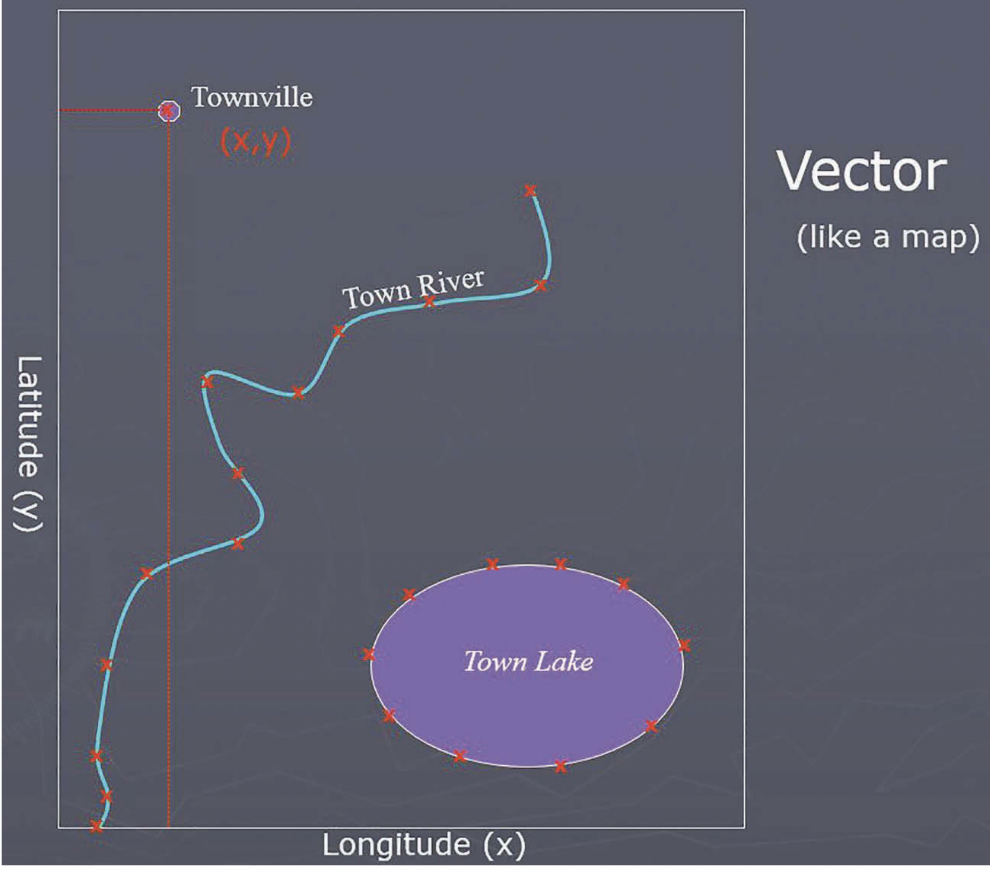 Townville
(x,y)
Vector
(like a map)
Town River
Latitude (y)
Town Lake
Longitude (x)